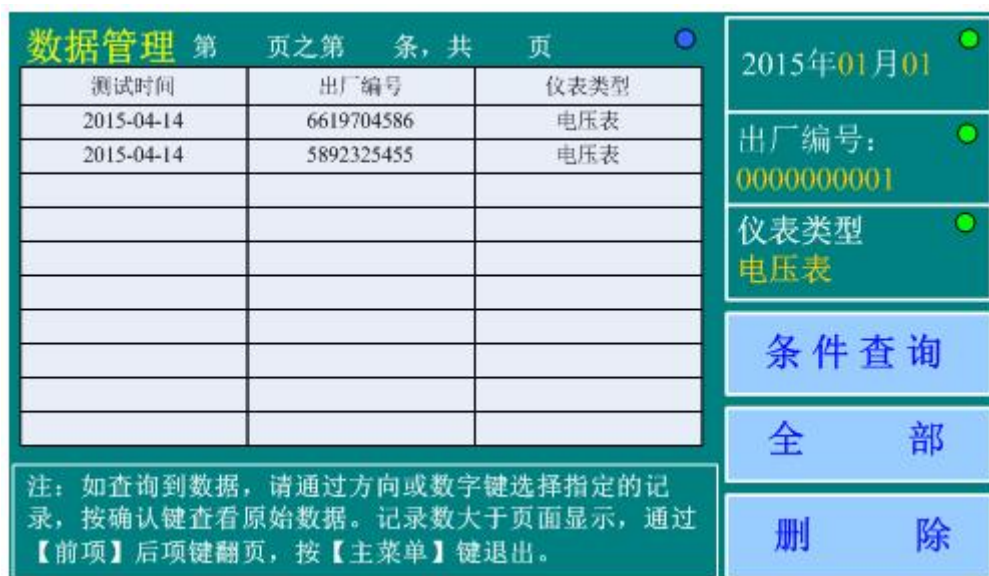 数据管理 第 页之第 条，共 页
测试时间 出厂编号 仪表类型
2015-04-14 6619704586 电压表
2015-04-14 5892325455 电压表
注：如查询到数据，请通过方向或数字键选择指定的记
录，按确认键查看原始数据。记录数大于页面显示，通过
【前项】后项键翻页，按【主菜单】键退出。
2015年01月01
出厂编号：
0000000001
仪表类型
电压表
条件查询
全 部
删 除